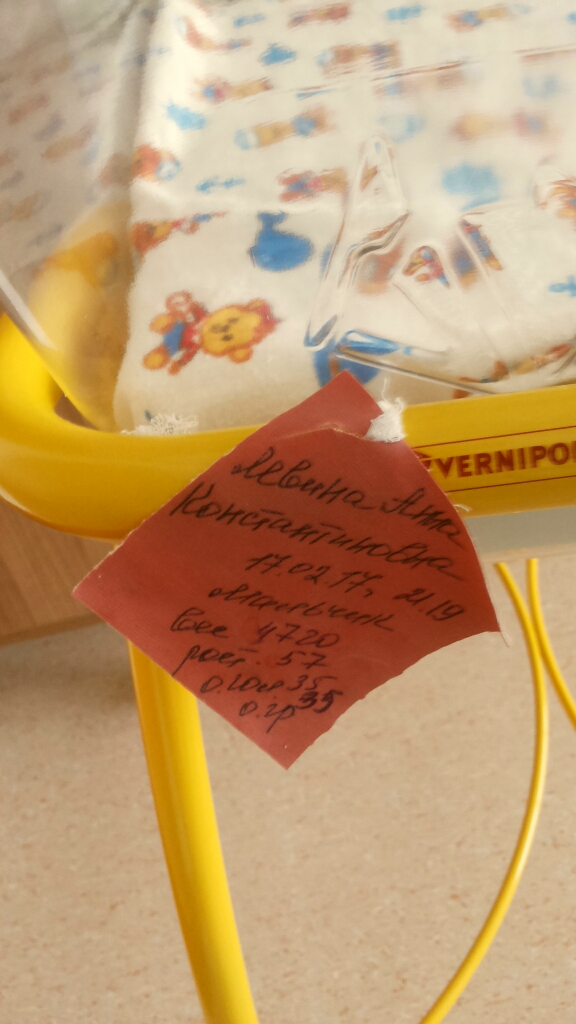 VERNIPOL
Левина Анна
Константиновна
17.02.17, 21.19
Мальчик
вес 4720
рост. 57
о.гол 35
о.гр 35